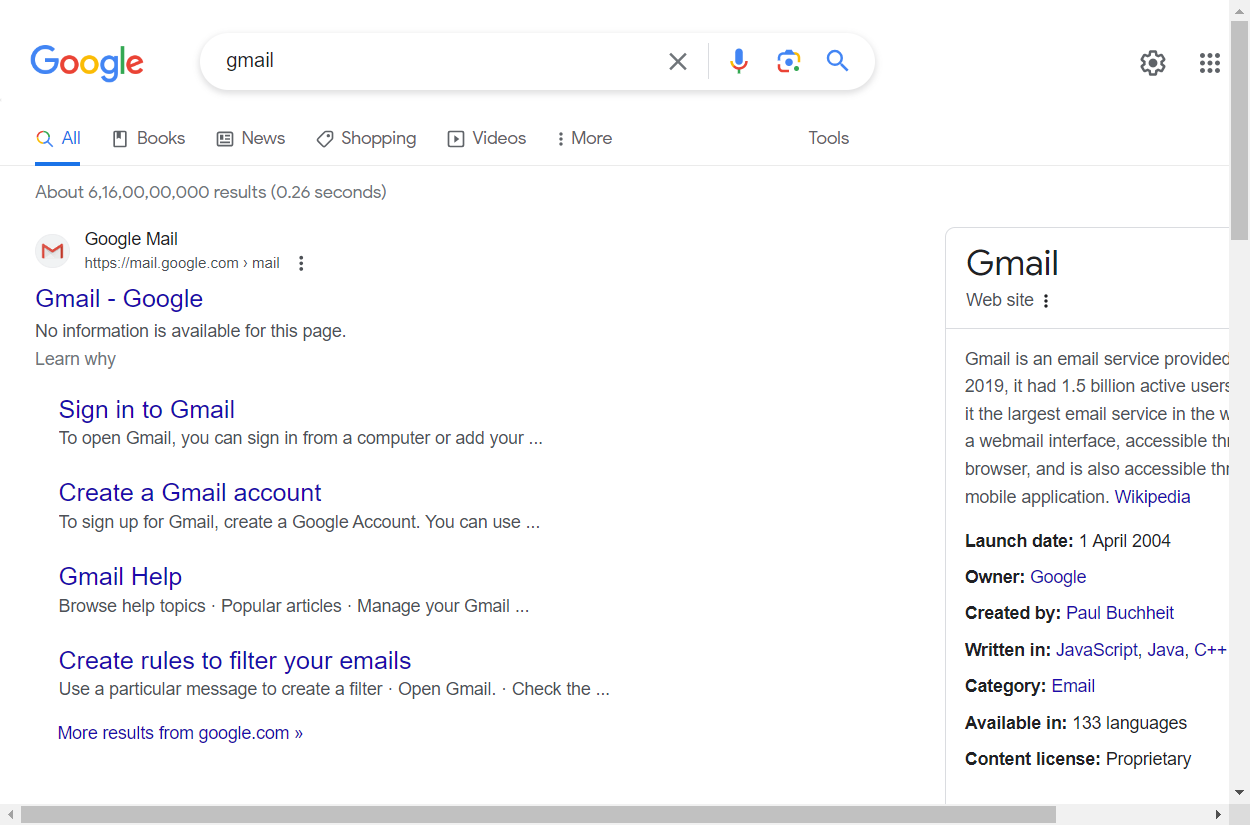 Google
gmail
All
Books
News
Shopping
Videos
More
Tools
About 6,16,00,00,000 results (0.26 seconds)
Google Mail
https://mail.google.com › mail
Gmail - Google
No information is available for this page.
Learn why
Sign in to Gmail
To open Gmail, you can sign in from a computer or add your ...
Create a Gmail account
To sign up for Gmail, create a Google Account. You can use ...
Gmail Help
Browse help topics · Popular articles · Manage your Gmail ...
Create rules to filter your emails
Use a particular message to create a filter · Open Gmail. · Check the ...
More results from google.com »
Gmail
Web site
Gmail is an email service provided
2019, it had 1.5 billion active users
it the largest email service in the
a webmail interface, accessible
browser, and is also accessible
mobile application. Wikipedia
Launch date: 1 April 2004
Owner: Google
Created by: Paul Buchheit
Written in: JavaScript, Java, C++
Category: Email
Available in: 133 languages
Content license: Proprietary